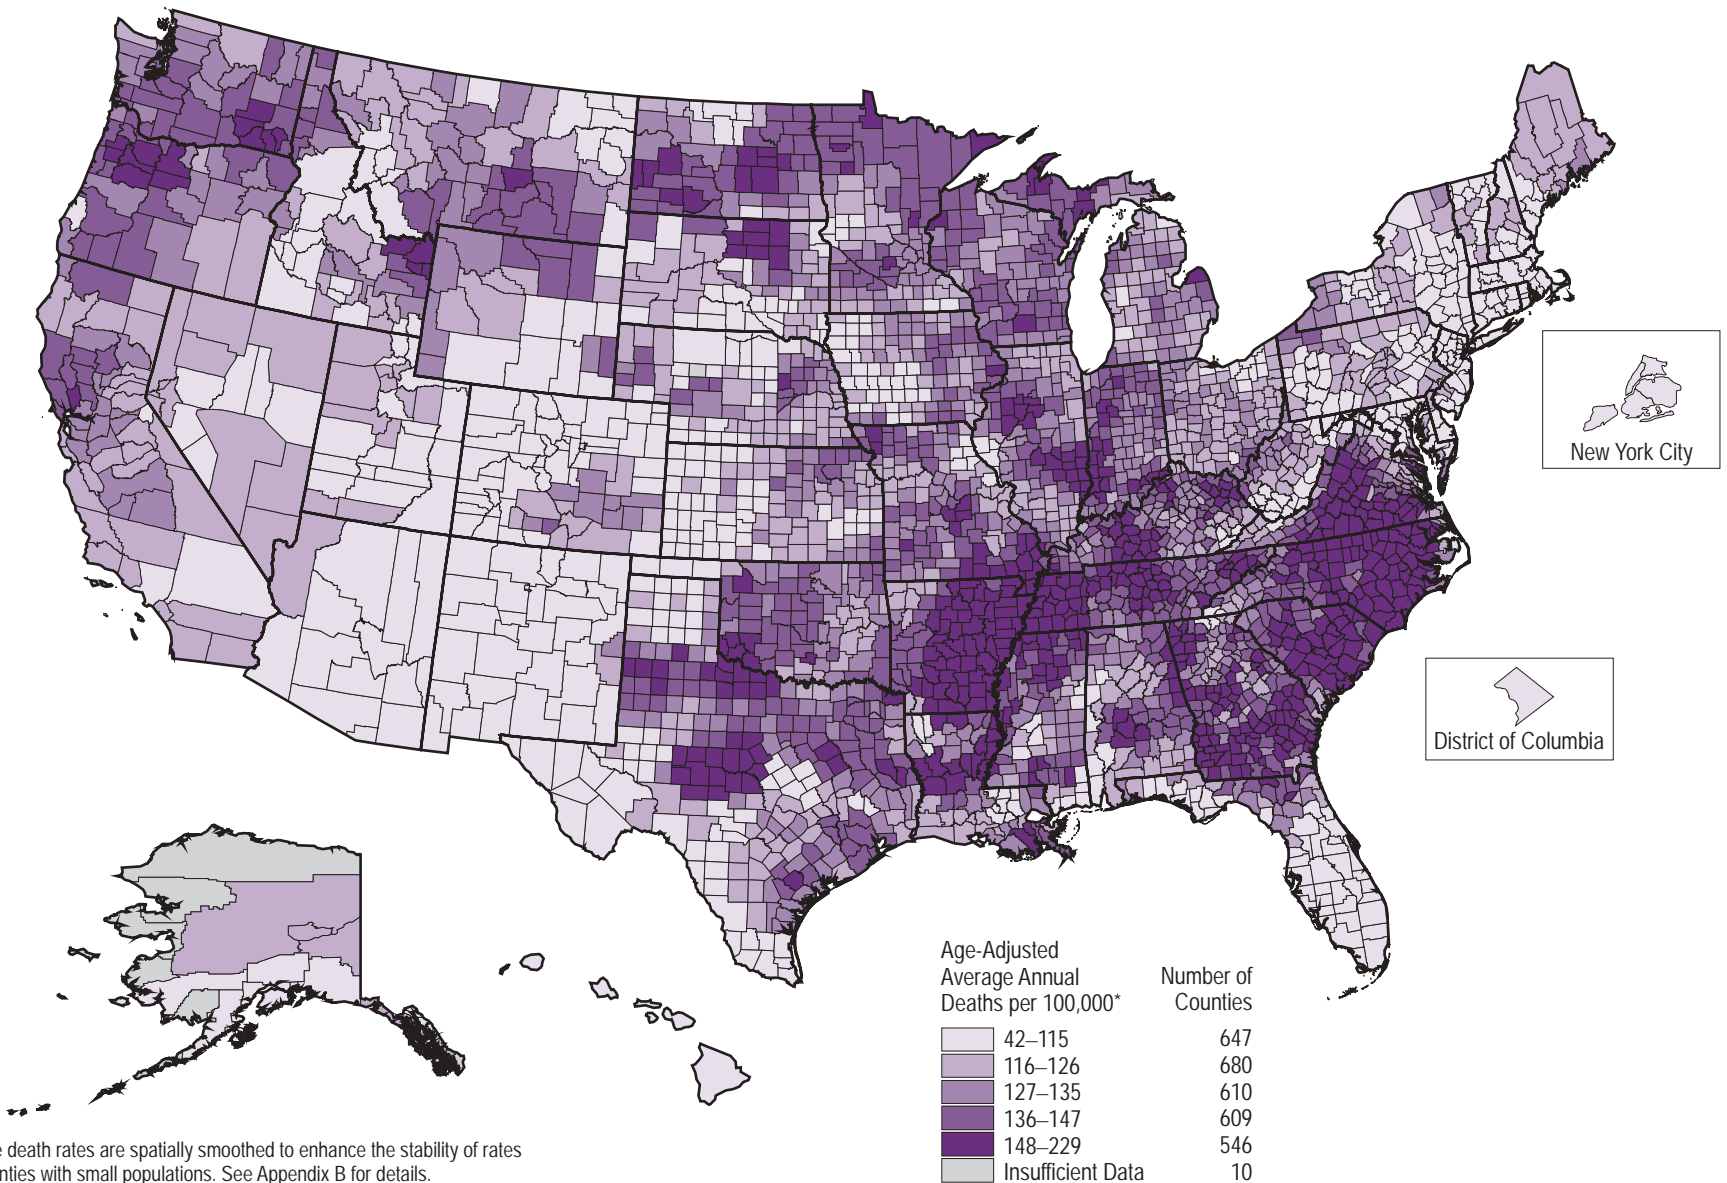 New York City
District of Columbia
Age-Adjusted
Average Annual
Deaths per 100,000*
Number of
Counties
42–115 647
116–126 680
127–135 610
136–147 609
148–229 546
Insufficient Data 10
death rates are spatially smoothed to enhance the stability of rates
with small populations. See Appendix B for details.